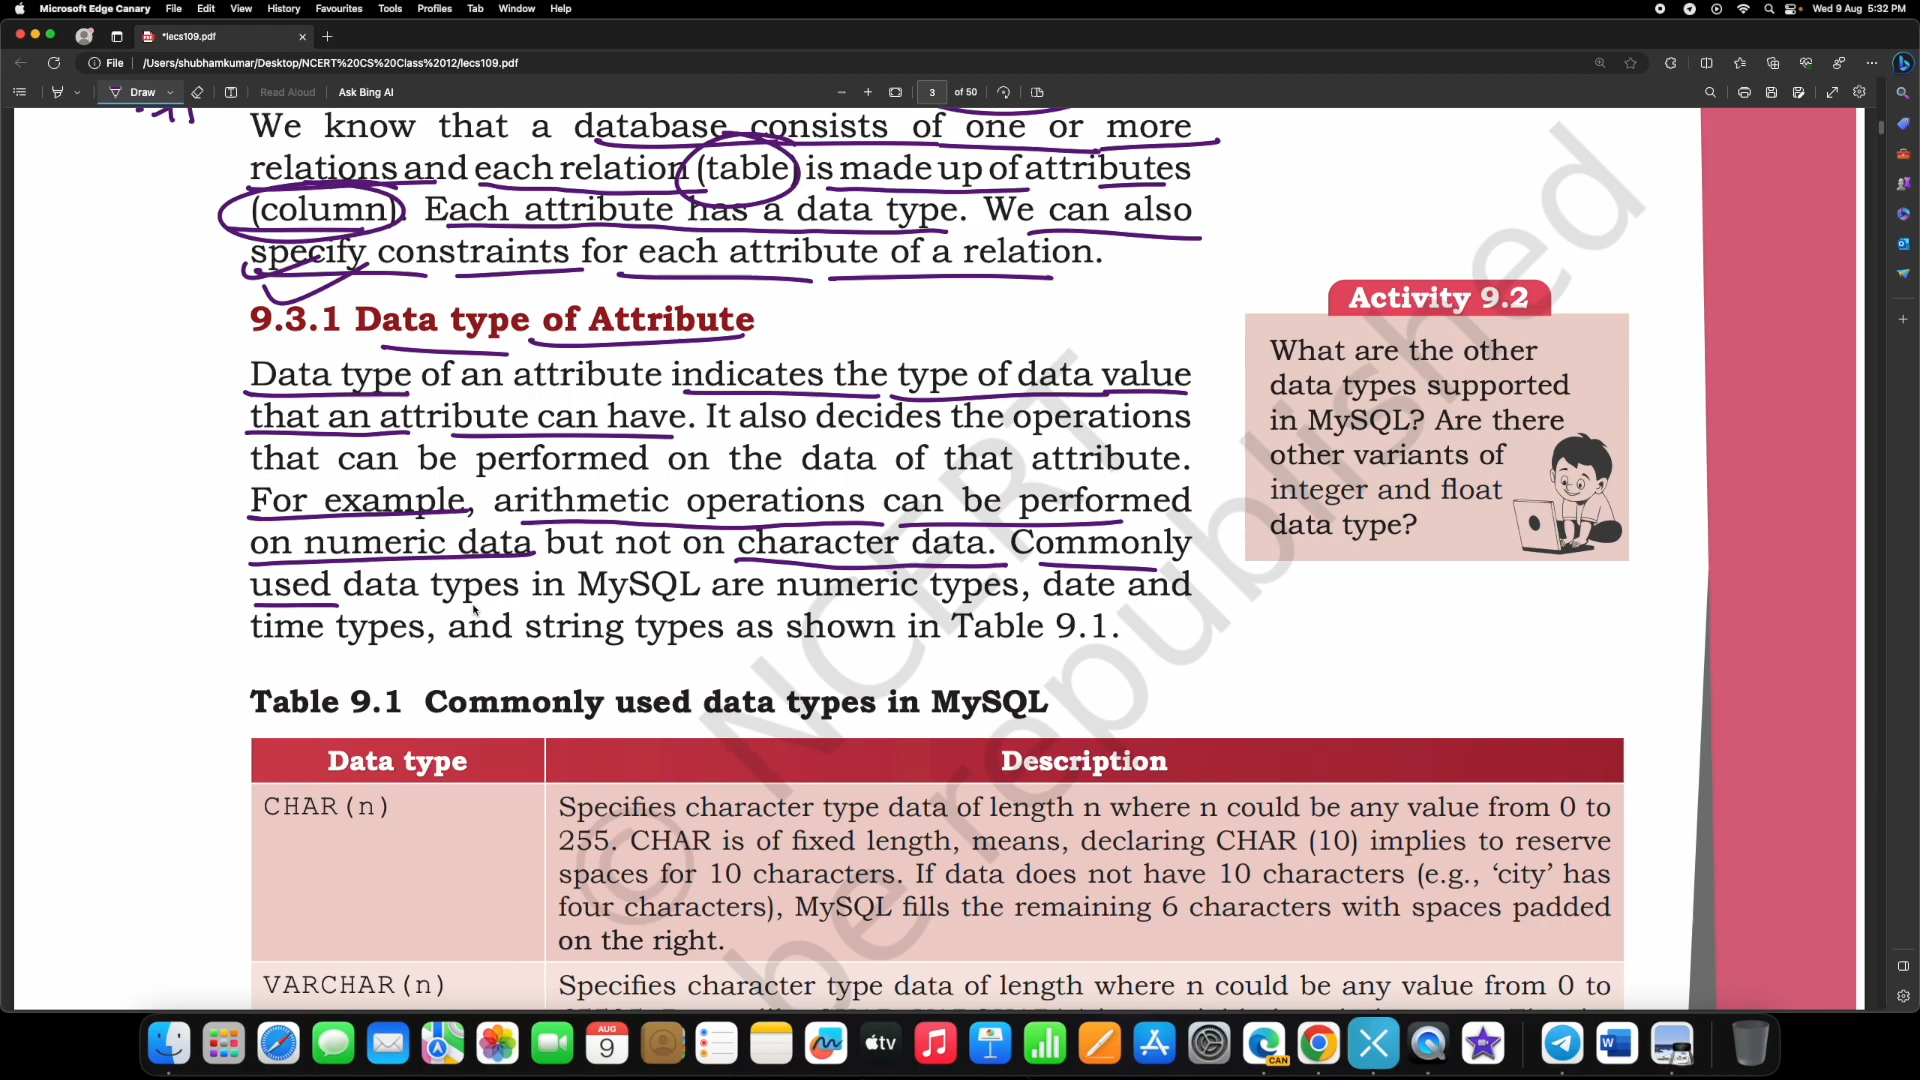 Microsoft Edge Canary File Edit View History Favourites Tools Profiles Tab Window Help Wed 9 Aug 5:32 PM
*lecs109.pdf
File /Users/shubhamkumar/Desktop/NCERT%20CS%20Class%2012/lecs109.pdf
Draw Read Aloud Ask Bing AI 3 of 50
We know that a database consists of one or more
relations and each relation (table) is made up of attributes
(column). Each attribute has a data type. We can also
specify constraints for each attribute of a relation.
9.3.1 Data type of Attribute
Data type of an attribute indicates the type of data value
that an attribute can have. It also decides the operations
that can be performed on the data of that attribute.
For example, arithmetic operations can be performed
on numeric data but not on character data. Commonly
used data types in MySQL are numeric types, date and
time types, and string types as shown in Table 9.1.
Activity 9.2
What are the other
data types supported
in MySQL? Are there
other variants of
integer and float
data type?
Table 9.1 Commonly used data types in MySQL
Data type Description
CHAR(n) Specifies character type data of length n where n could be any value from 0 to
255. CHAR is of fixed length, means, declaring CHAR (10) implies to reserve
spaces for 10 characters. If data does not have 10 characters (e.g., ‘city’ has
four characters), MySQL fills the remaining 6 characters with spaces padded
on the right.
VARCHAR(n) Specifies character type data of length where n could be any value from 0 to
© NCERT
be republished
AUG
9
tv
CAN
W